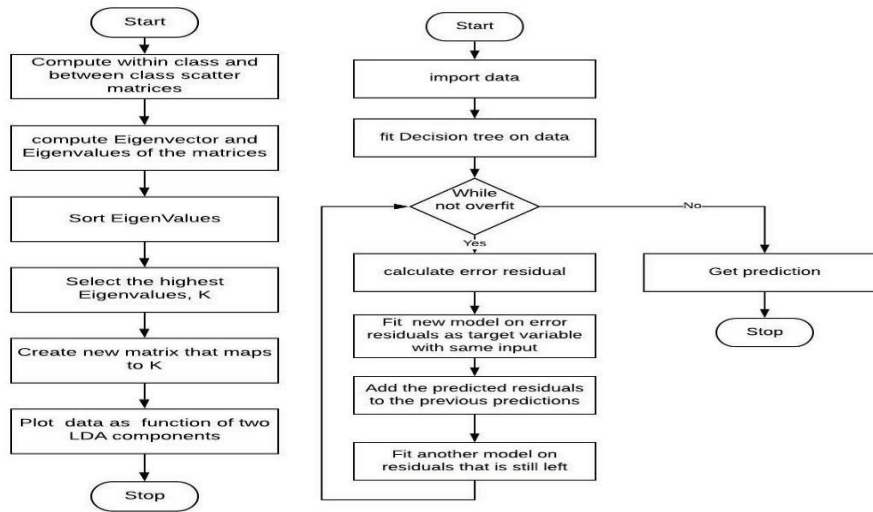 Start
Compute within class and
between class scatter
matrices
compute Eigenvector and
Eigenvalues of the matrices
Sort EigenValues
Select the highest
Eigenvalues, K
Create new matrix that maps
to K
Plot data as function of two
LDA components
Stop
Start
import data
fit Decision tree on data
While
not overfit
No
Yes
calculate error residual
Get prediction
Fit new model on error
residuals as target variable
with same input
Stop
Add the predicted residuals
to the previous predictions
Fit another model on
residuals that is still left